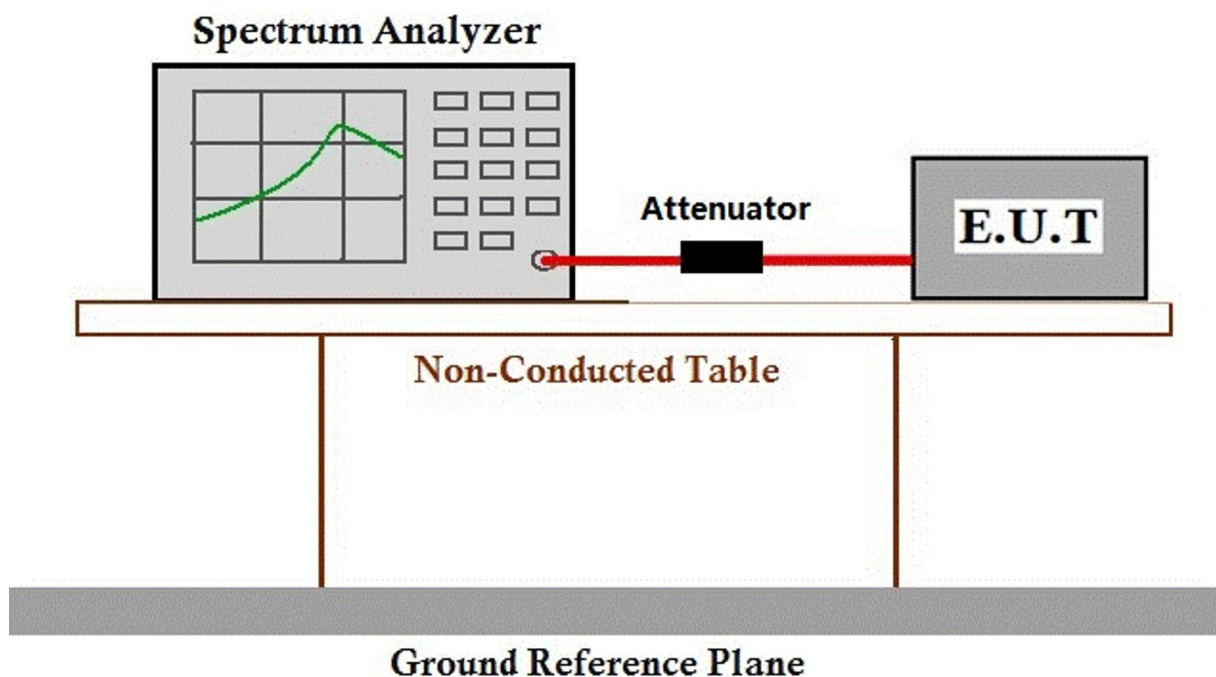 Spectrum Analyzer
Attenuator
E.U.T
Non-Conducted Table
Ground Reference Plane